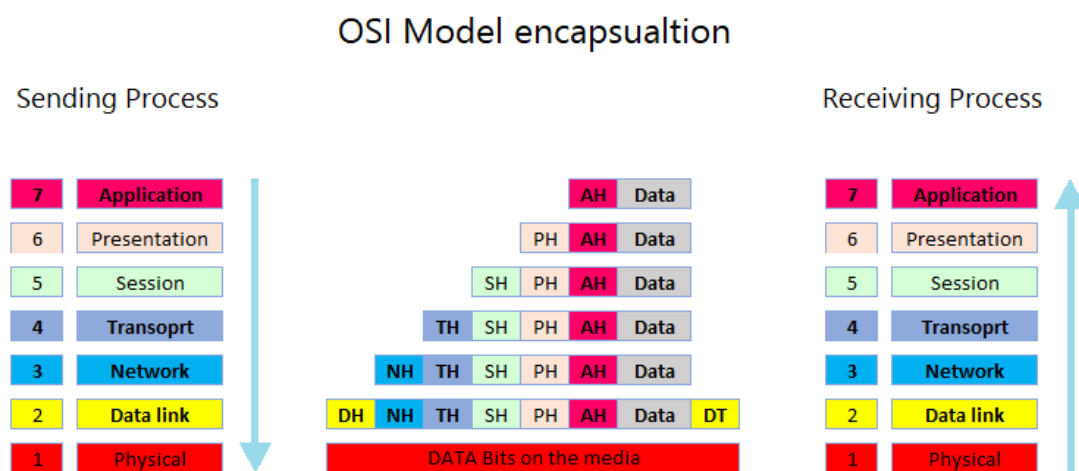 OSI Model encapsualtion
Sending Process
Receiving Process
7 Application AH Data 7 Application
6 Presentation PH AH Data 6 Presentation
5 Session SH PH AH Data 5 Session
4 Transoprt TH SH PH AH Data 4 Transoprt
3 Network NH TH SH PH AH Data 3 Network
2 Data link DH NH TH SH PH AH Data DT 2 Data link
1 Physical DATA Bits on the media 1 Physical